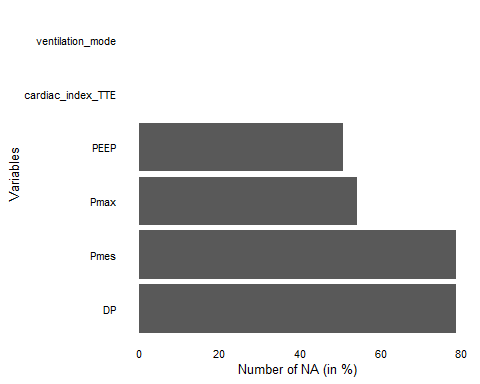 ventilation_mode
cardiac_index_TTE
PEEP
Pmax
Pmes
DP
Variables
0 20 40 60 80
Number of NA (in %)